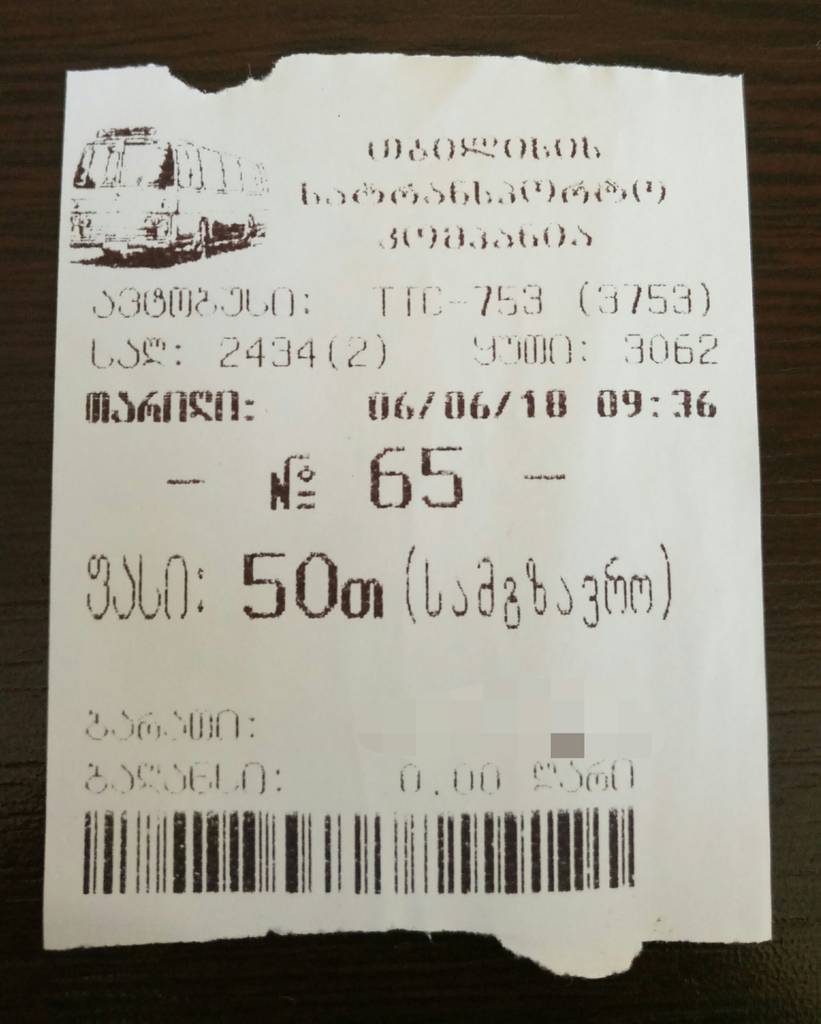 თბილისის
სატრანსპორტო
კომპანია
ავტობუსი: TTC-753 (3753)
საღ: 2434(2) ყუთი: 3062
თარიღი: 06/06/18 09:36
- № 65 -
ფასი: 50თ (სამგზავრო)
ბარათი:
ბალანსი: 0.00 ლარი